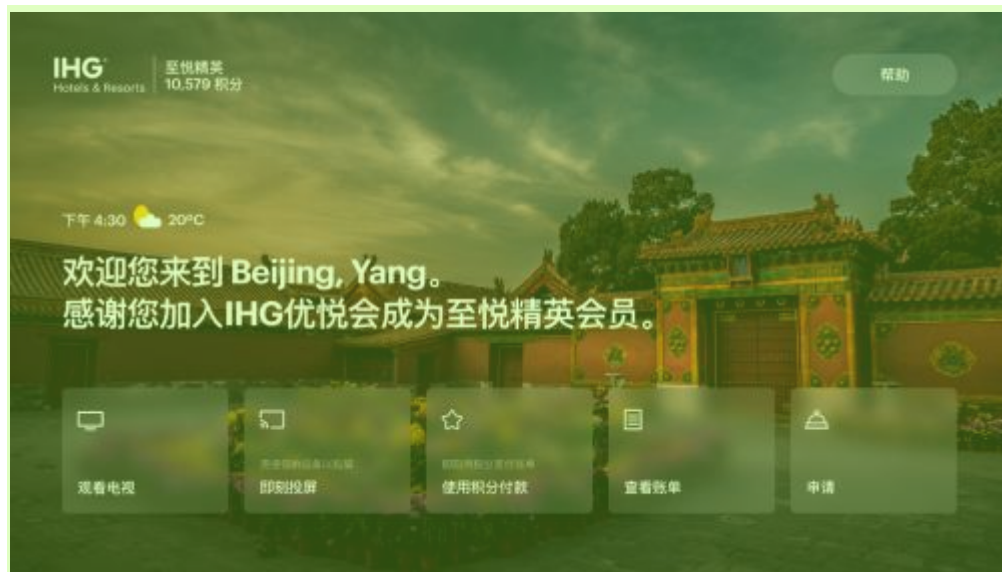 IHG
Hotels & Resorts
至悦精英
10,579 积分
帮助
下午 4:30
20°C
欢迎您来到 Beijing, Yang。
感谢您加入IHG优悦会成为至悦精英会员。
观看电视
即刻投屏
使用积分付款
查看账单
申请